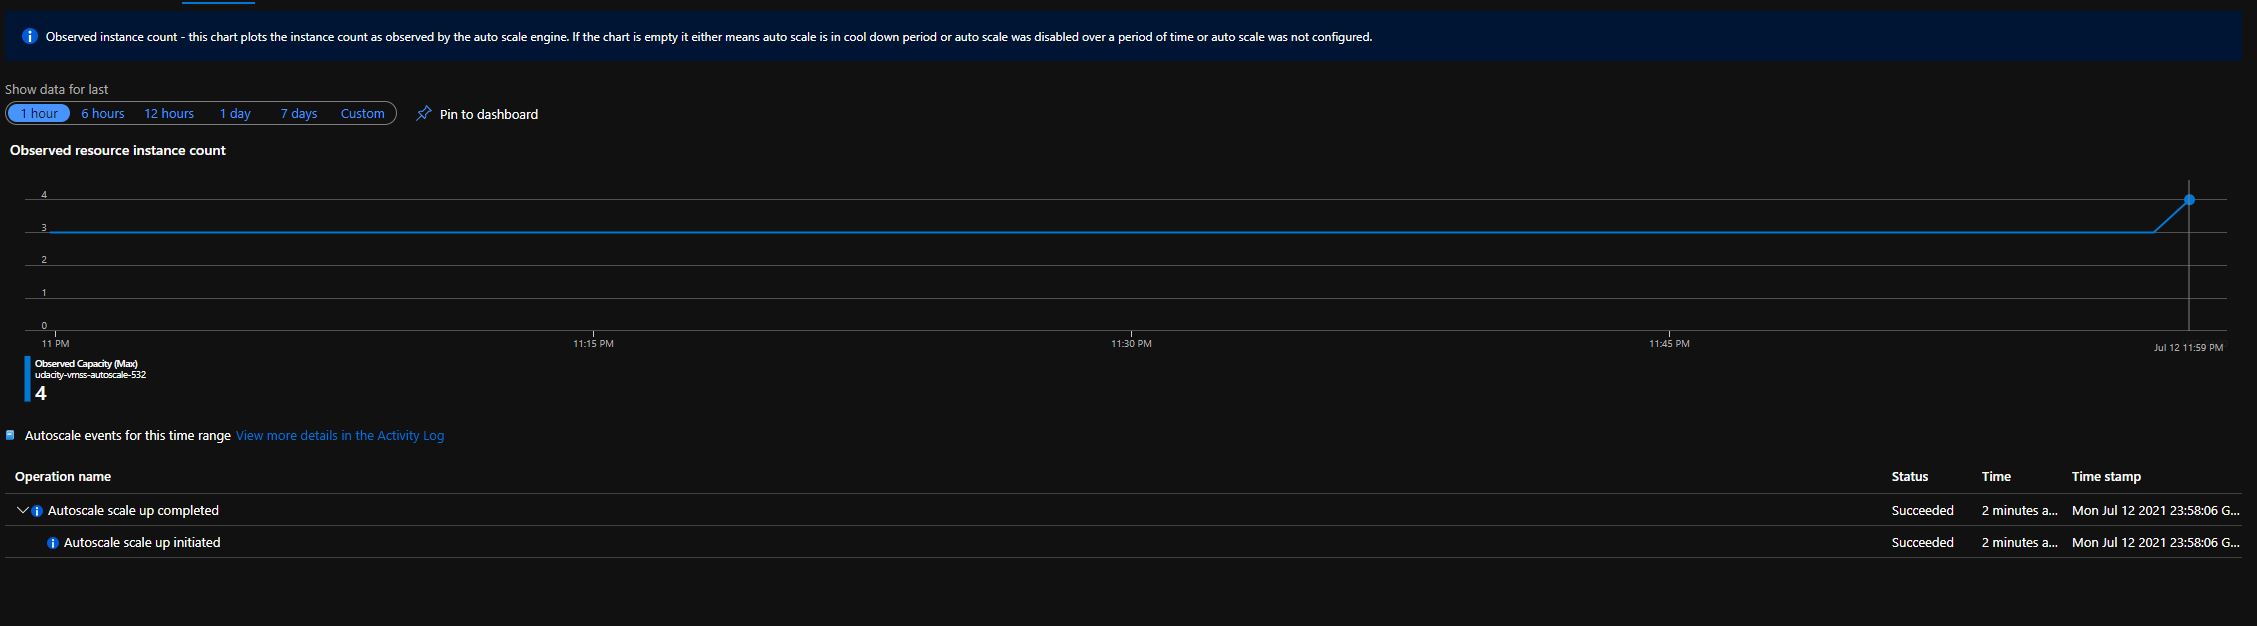 Observed instance count - this chart plots the instance count as observed by the auto scale engine. If the chart is empty it either means auto scale is in cool down period or auto scale was disabled over a period of time or auto scale was not configured.
Show data for last
1 hour 6 hours 12 hours 1 day 7 days Custom Pin to dashboard
Observed resource instance count
4
3
2
1
0
11 PM 11:15 PM 11:30 PM 11:45 PM Jul 12 11:59 PM
Observed Capacity (Max)
udacity-vmss-autoscale-532
4
Autoscale events for this time range View more details in the Activity Log
Operation name Status Time Time stamp
Autoscale scale up completed Succeeded 2 minutes a... Mon Jul 12 2021 23:58:06 G...
Autoscale scale up initiated Succeeded 2 minutes a... Mon Jul 12 2021 23:58:06 G...